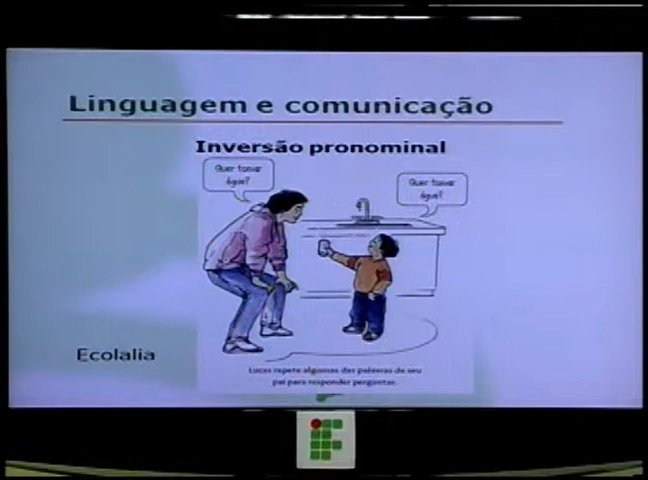 Linguagem e comunicação
Inversão pronominal
Quer tomar
água?
Quer tomar
água?
Ecolalia
Lucas repete algumas das palavras de seu
pai para responder perguntas.